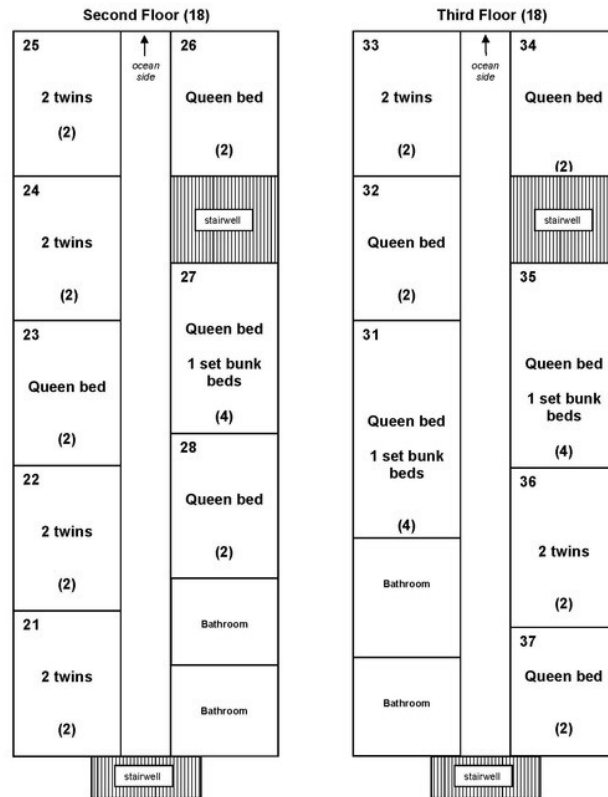 Second Floor (18)
25
2 twins
(2)
24
2 twins
(2)
23
Queen bed
(2)
22
2 twins
(2)
21
2 twins
(2)
ocean
side
26
Queen bed
(2)
stairwell
27
Queen bed
1 set bunk
beds
(4)
28
Queen bed
(2)
Bathroom
Bathroom
stairwell
Third Floor (18)
33
2 twins
(2)
32
Queen bed
(2)
31
Queen bed
1 set bunk
beds
(4)
Bathroom
Bathroom
ocean
side
34
Queen bed
(2)
stairwell
35
Queen bed
1 set bunk
beds
(4)
36
2 twins
(2)
37
Queen bed
(2)
stairwell